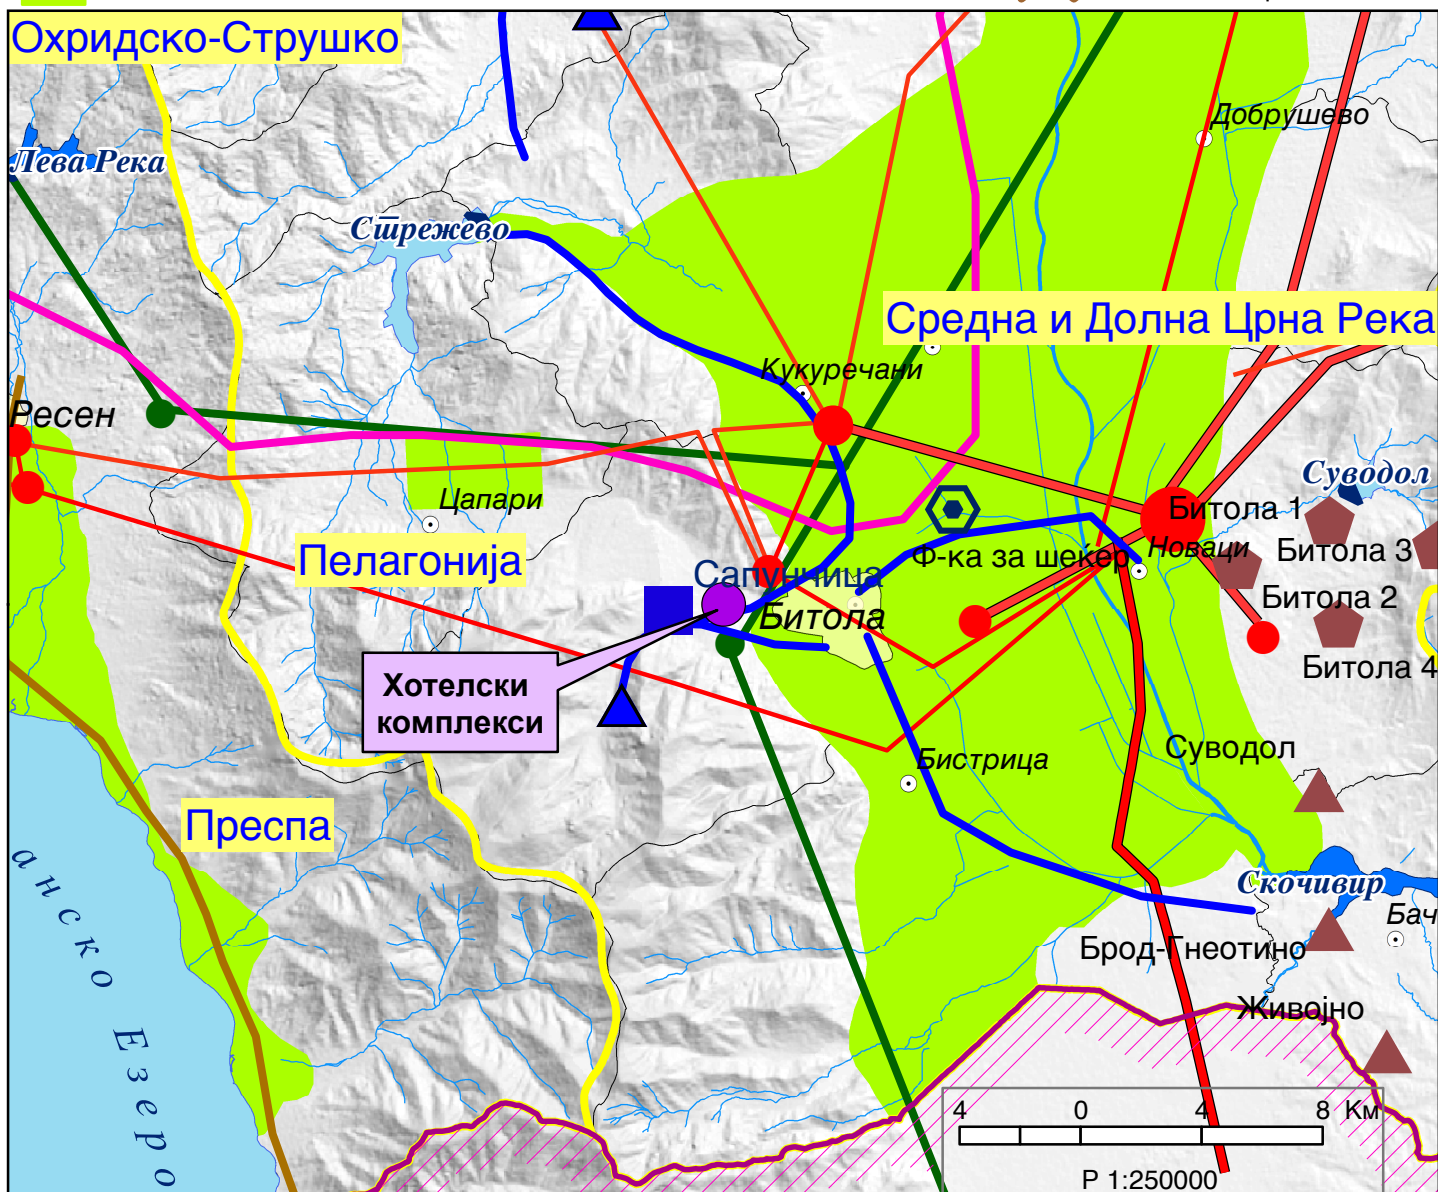 Охридско-Струшко
Добрушево
Лева Река
Стрежево
Средна и Долна Црна Река
Кукуречани
Ресен
Суводол
Цапари
Битола 1
Ф-ка за шеќер
Новаци
Битола 3
Пелагонија
Сапунчица
Битола 2
Битола
Битола 4
Хотелски
комплекси
Суводол
Бистрица
Преспа
анско Езеро
Скочивир
Бач
Брод-Гнеотино
Живојно
4 0 4 8 Км
Р 1:250000